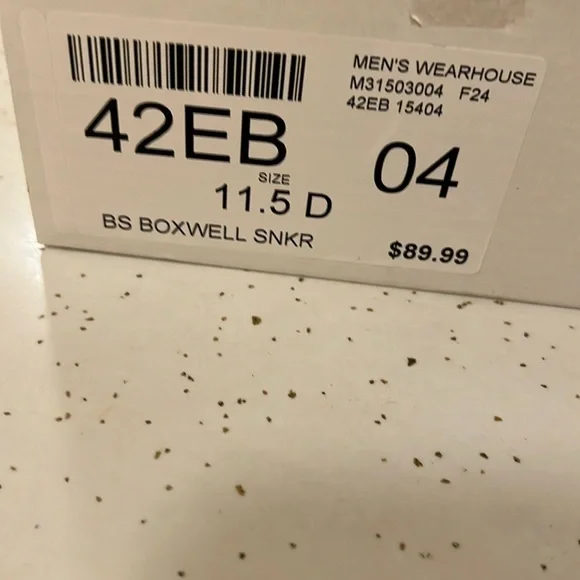 MEN'S WEARHOUSE
M31503004 F24
42EB 15404
42EB
04
SIZE
11.5 D
BS BOXWELL SNKR
$89.99